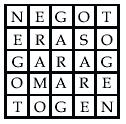 N E G O T
E R A S O
G A R A G
O M A R E
T O G E N